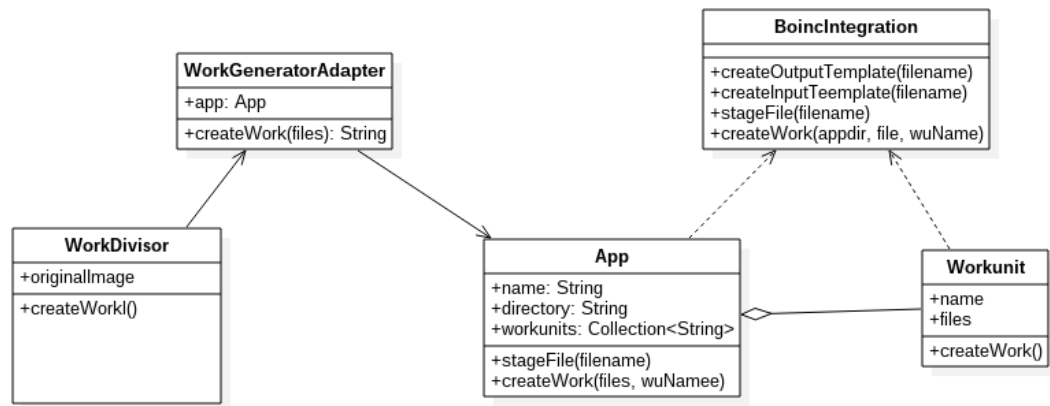 BoincIntegration
+createOutputTemplate(filename)
+createInputTeemplate(filename)
+stageFile(filename)
+createWork(appdir, file, wuName)
WorkGeneratorAdapter
+app: App
+createWork(files): String
WorkDivisor
+originalImage
+createWorkl()
App
+name: String
+directory: String
+workunits: Collection<String>
+stageFile(filename)
+createWork(files, wuNamee)
Workunit
+name
+files
+createWork()